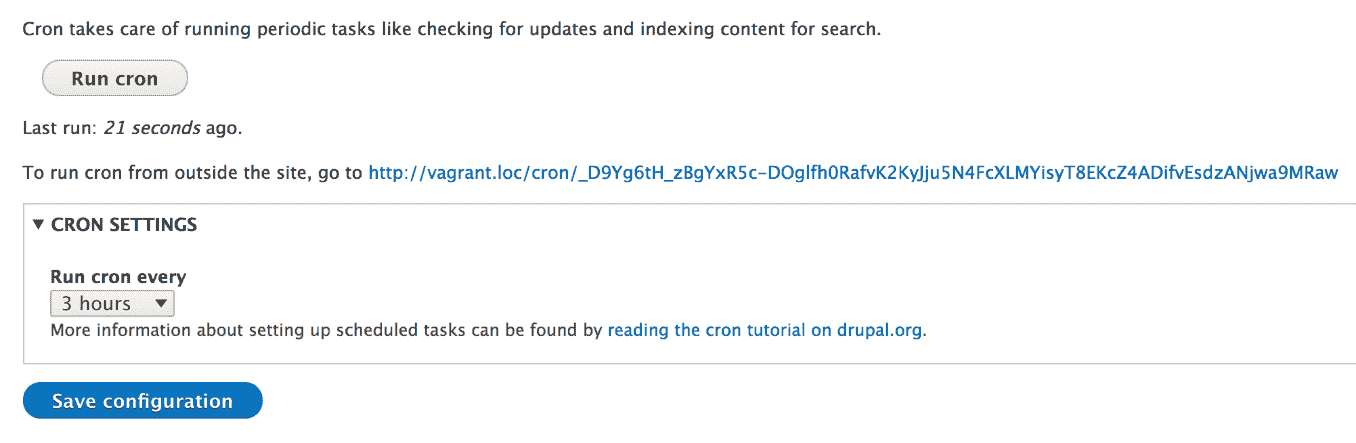 Cron takes care of running periodic tasks like checking for updates and indexing content for search.
Run cron
Last run: 21 seconds ago.
To run cron from outside the site, go to http://vagrant.loc/cron/_D9Yg6tH_zBgYxR5c-DOglfh0RafvK2KyJju5N4FcXLMYisyT8EKcZ4ADifvEsdzANjwa9MRaw
CRON SETTINGS
Run cron every
3 hours
More information about setting up scheduled tasks can be found by reading the cron tutorial on drupal.org.
Save configuration